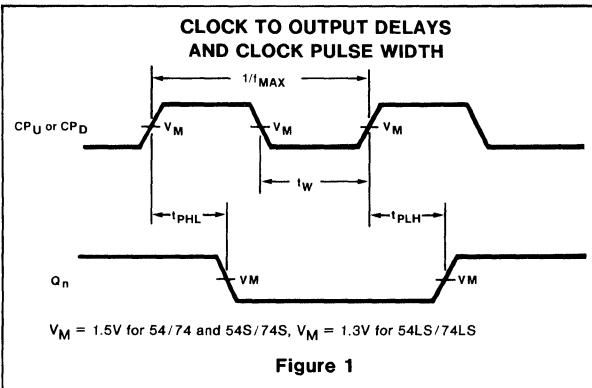 CLOCK TO OUTPUT DELAYS
AND CLOCK PULSE WIDTH
1/fMAX
CPU or CPD
VM
VM
VM
tW
tPHL
tPLH
Qn
VM
VM
VM = 1.5V for 54/74 and 54S/74S, VM = 1.3V for 54LS/74LS
Figure 1